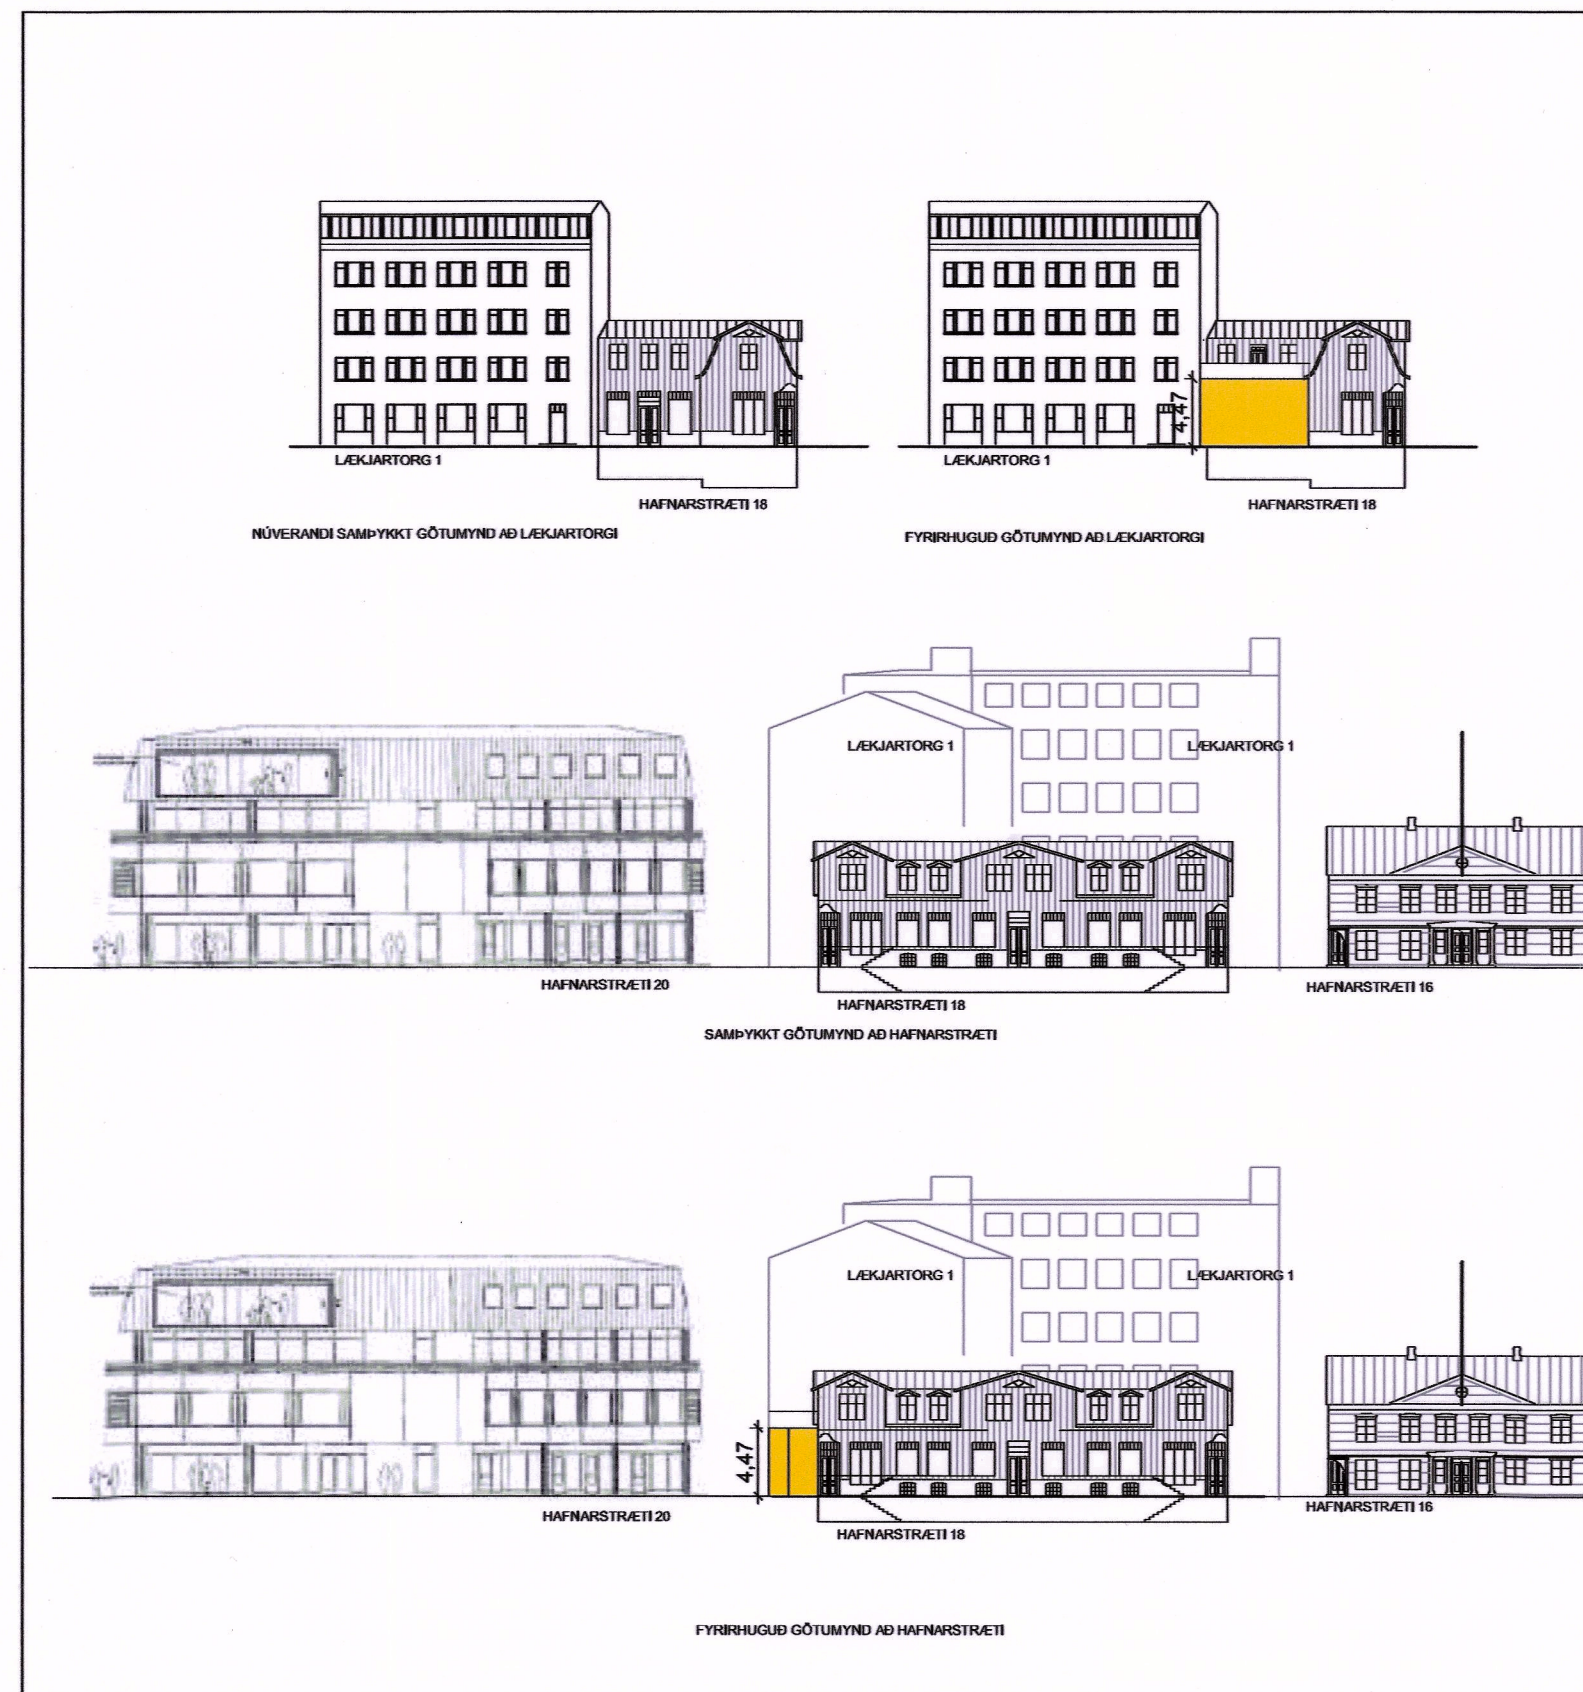 4,47
LÆKJARTORG 1
LÆKJARTORG 1
HAFNARSTRÆTI 18
HAFNARSTRÆTI 18
NÚVERANDI SAMÞYKKT GÖTUMYND AÐ LÆKJARTORGI
FYRIRHUGUÐ GÖTUMYND AÐ LÆKJARTORGI
LÆKJARTORG 1
LÆKJARTORG 1
HAFNARSTRÆTI 20
HAFNARSTRÆTI 16
HAFNARSTRÆTI 18
SAMÞYKKT GÖTUMYND AÐ HAFNARSTRÆTI
LÆKJARTORG 1
LÆKJARTORG 1
4,47
HAFNARSTRÆTI 20
HAFNARSTRÆTI 16
HAFNARSTRÆTI 18
FYRIRHUGUÐ GÖTUMYND AÐ HAFNARSTRÆTI